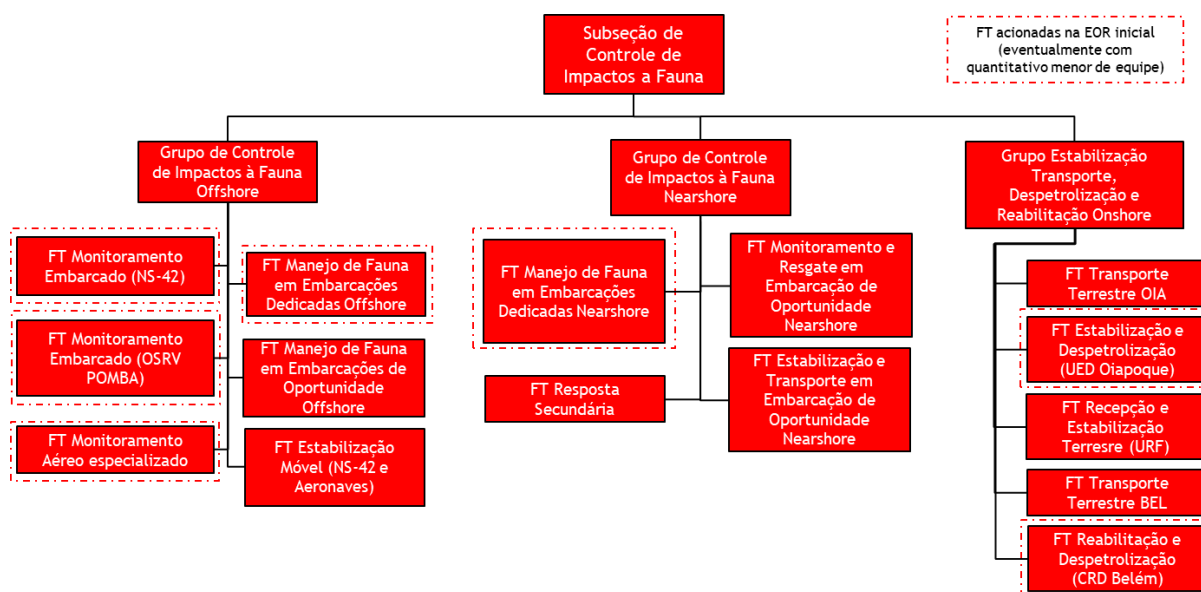 Subseção de
Controle de
Impactos a Fauna
FT acionadas na EOR inicial
(eventualmente com
quantitativo menor de equipe)
Grupo de Controle
de Impactos à Fauna
Offshore
Grupo de Controle
de Impactos à Fauna
Nearshore
Grupo Estabilização
Transporte,
Despetrolização e
Reabilitação Onshore
FT Monitoramento
Embarcado (NS-42)
FT Manejo de Fauna
em Embarcações
Dedicadas Offshore
FT Monitoramento
Embarcado (OSRV
POMBA)
FT Manejo de Fauna
em Embarcações de
Oportunidade
Offshore
FT Monitoramento
Aéreo especializado
FT Estabilização
Móvel (NS-42 e
Aeronaves)
FT Manejo de Fauna
em Embarcações
Dedicadas Nearshore
FT Monitoramento e
Resgate em
Embarcação de
Oportunidade
Nearshore
FT Resposta
Secundária
FT Estabilização e
Transporte em
Embarcação de
Oportunidade
Nearshore
FT Transporte
Terrestre OIA
FT Estabilização e
Despetrolização
(UED Oiapoque)
FT Recepção e
Estabilização
Terresre (URF)
FT Transporte
Terrestre BEL
FT Reabilitação e
Despetrolização
(CRD Belém)